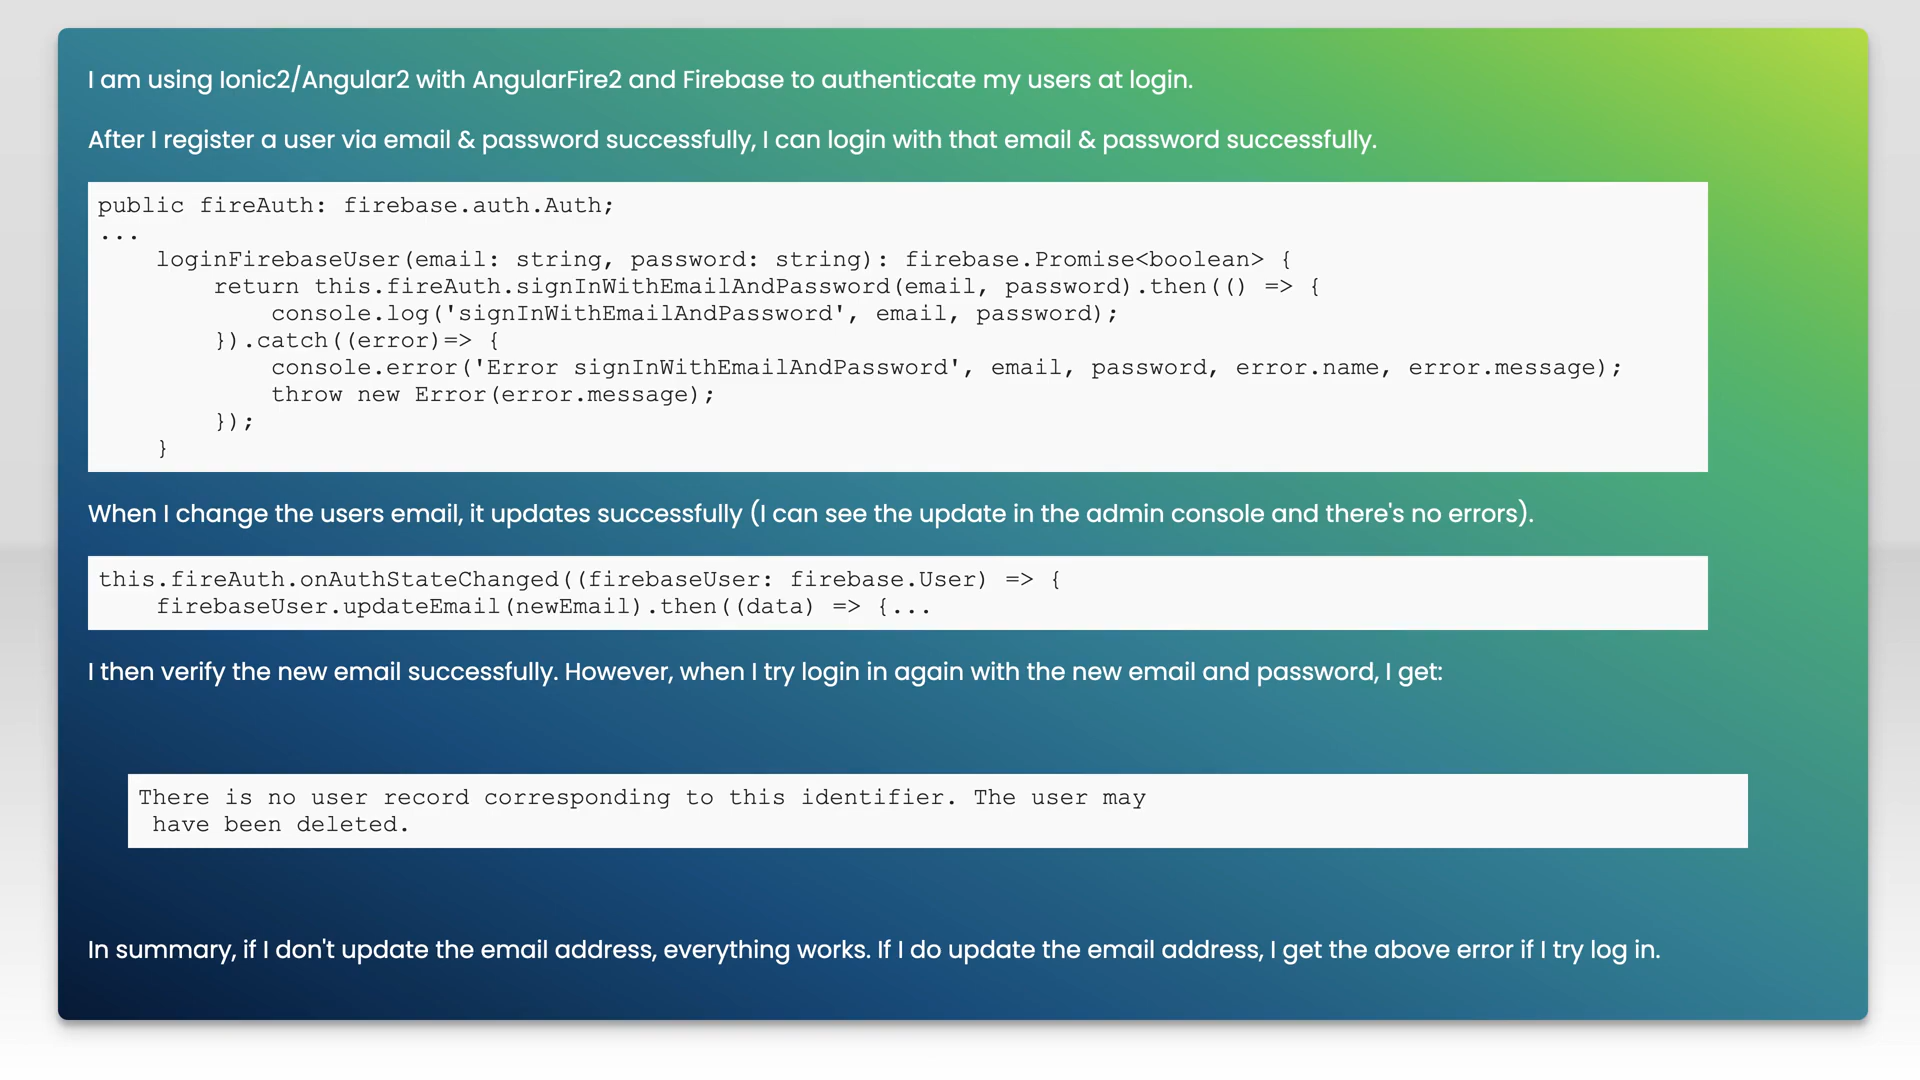 I am using Ionic2/Angular2 with AngularFire2 and Firebase to authenticate my users at login.
After I register a user via email & password successfully, I can login with that email & password successfully.
public fireAuth: firebase.auth.Auth;
...
    loginFirebaseUser(email: string, password: string): firebase.Promise<boolean> {
        return this.fireAuth.signInWithEmailAndPassword(email, password).then(() => {
            console.log('signInWithEmailAndPassword', email, password);
        }).catch((error)=> {
            console.error('Error signInWithEmailAndPassword', email, password, error.name, error.message);
            throw new Error(error.message);
        });
    }
When I change the users email, it updates successfully (I can see the update in the admin console and there's no errors).
this.fireAuth.onAuthStateChanged((firebaseUser: firebase.User) => {
    firebaseUser.updateEmail(newEmail).then((data) => {...
I then verify the new email successfully. However, when I try login in again with the new email and password, I get:
There is no user record corresponding to this identifier. The user may
 have been deleted.
In summary, if I don't update the email address, everything works. If I do update the email address, I get the above error if I try log in.